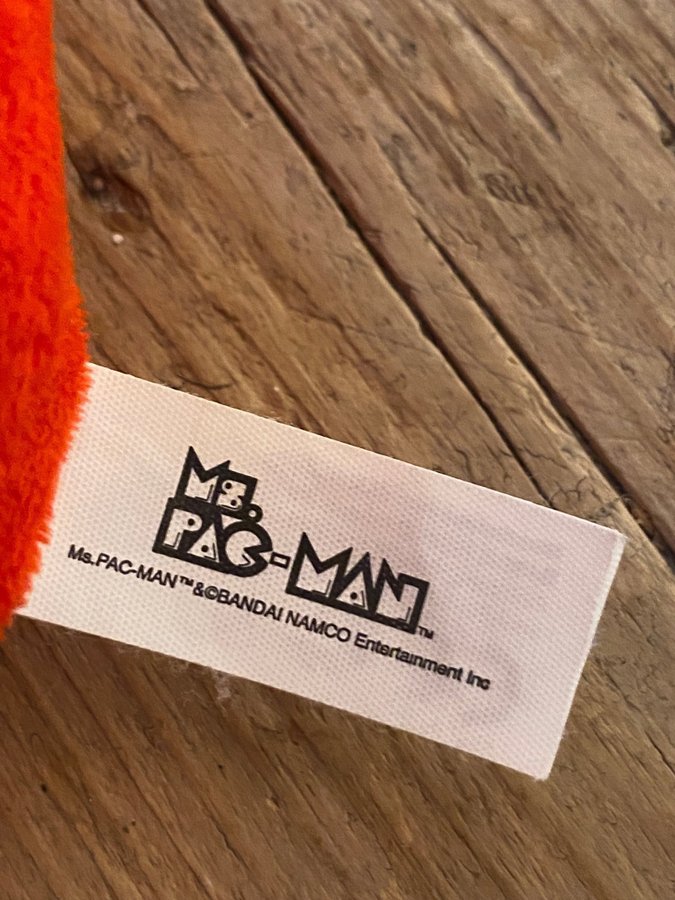 Ms.
PAC-MAN™
Ms.PAC-MAN™&©BANDAI NAMCO Entertainment Inc